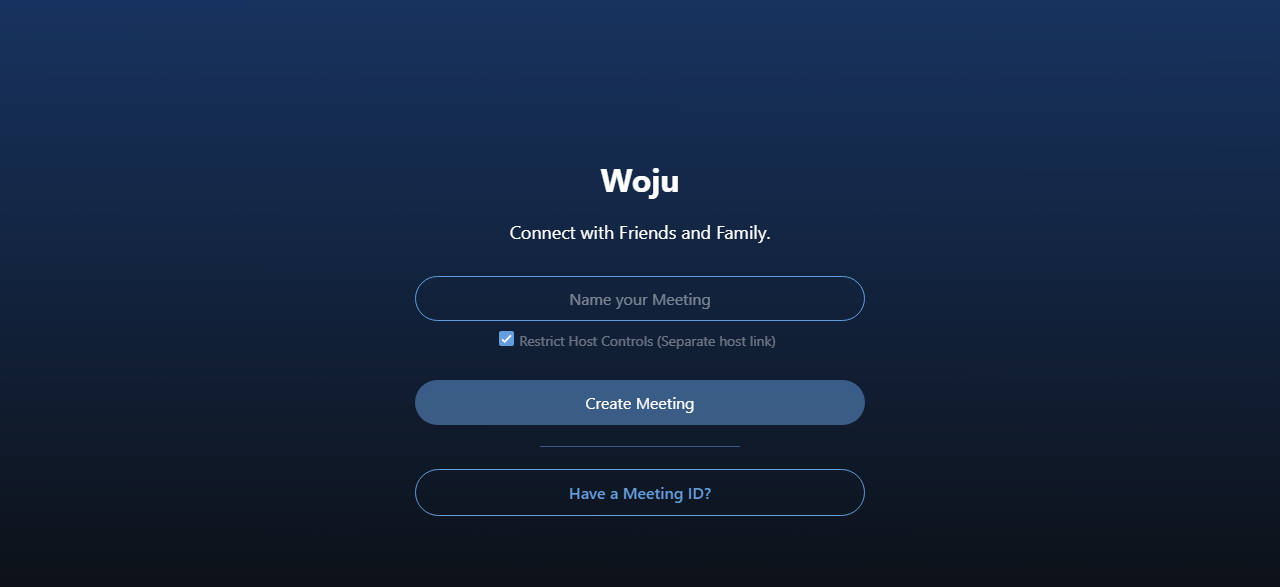 Woju
Connect with Friends and Family.
Name your Meeting
Restrict Host Controls (Separate host link)
Create Meeting
Have a Meeting ID?